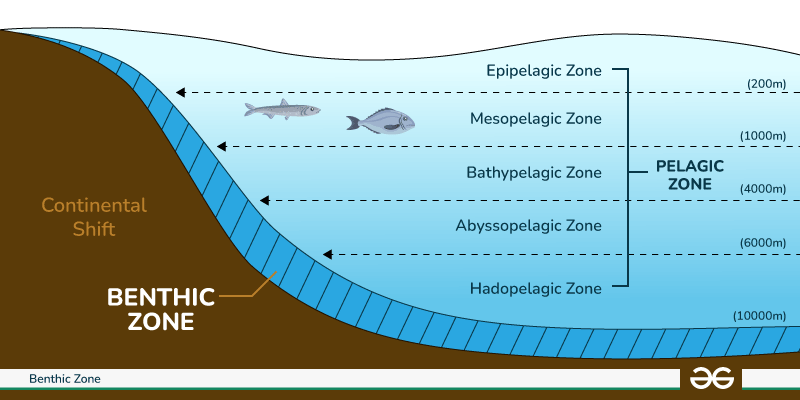 Epipelagic Zone
(200m)
Mesopelagic Zone
(1000m)
Bathypelagic Zone
PELAGIC
ZONE
(4000m)
Continental
Shift
Abyssopelagic Zone
(6000m)
Hadopelagic Zone
BENTHIC
ZONE
(10000m)
Benthic Zone